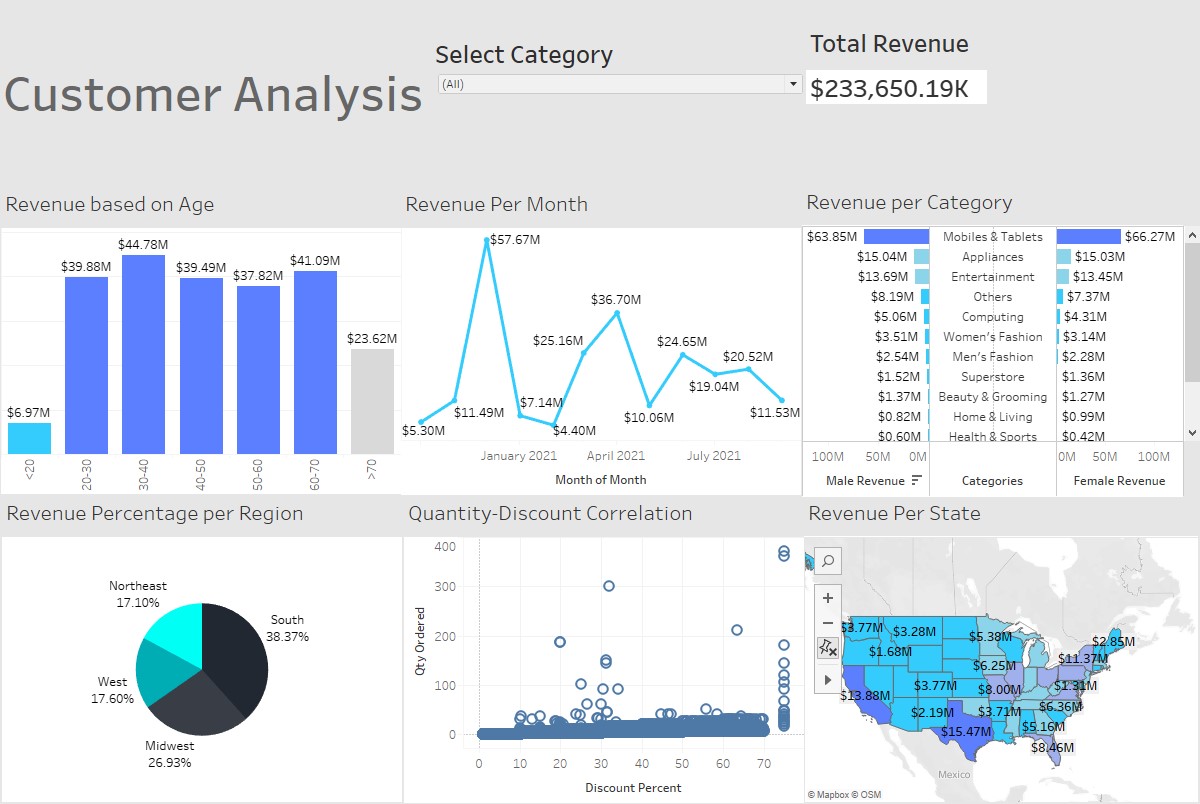 Customer Analysis
Select Category
(All)
Total Revenue
$233,650.19K
Revenue based on Age
$6.97M
$39.88M
$44.78M
$39.49M
$37.82M
$41.09M
$23.62M
<20
20-30
30-40
40-50
50-60
60-70
>70
Revenue Per Month
$5.30M
$11.49M
$57.67M
$7.14M
$4.40M
$25.16M
$36.70M
$10.06M
$24.65M
$19.04M
$20.52M
$11.53M
January 2021 April 2021 July 2021
Month of Month
Revenue per Category
$63.85M Mobiles & Tablets $66.27M
$15.04M Appliances $15.03M
$13.69M Entertainment $13.45M
$8.19M Others $7.37M
$5.06M Computing $4.31M
$3.51M Women's Fashion $3.14M
$2.54M Men's Fashion $2.28M
$1.52M Superstore $1.36M
$1.37M Beauty & Grooming $1.27M
$0.82M Home & Living $0.99M
$0.60M Health & Sports $0.42M
100M 50M 0M 0M 50M 100M
Male Revenue Categories Female Revenue
Revenue Percentage per Region
Northeast
17.10%
South
38.37%
West
17.60%
Midwest
26.93%
Quantity-Discount Correlation
400
300
200
100
0
Qty Ordered
0 10 20 30 40 50 60 70
Discount Percent
Revenue Per State
+
−
$3.77M
$3.28M
$5.38M
$2.85M
$1.68M
$11.37M
$6.25M
$13.88M
$3.77M
$8.00M
$1.31M
$2.19M
$3.71M
$6.36M
$15.47M
$5.16M
$8.46M
Mexico
© Mapbox © OSM